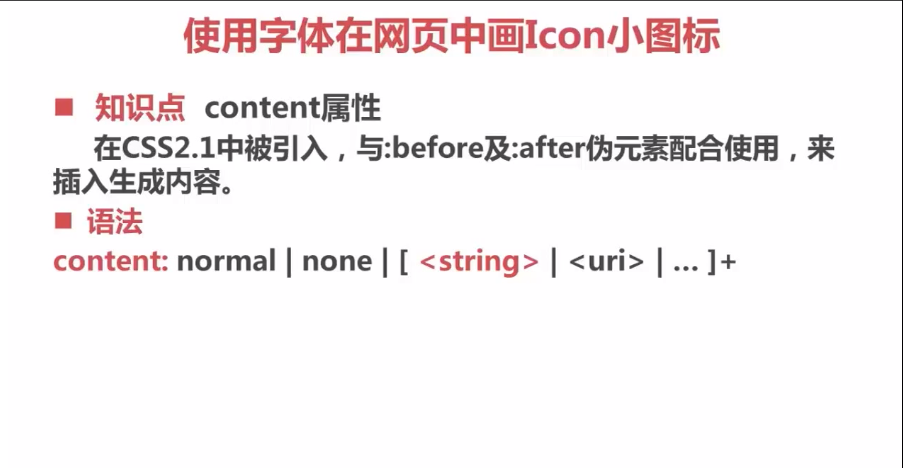 使用字体在网页中画Icon小图标
■ 知识点 content属性
在CSS2.1中被引入，与:before及:after伪元素配合使用，来
插入生成内容。
■ 语法
content: normal | none | [ <string> | <uri> | … ]+